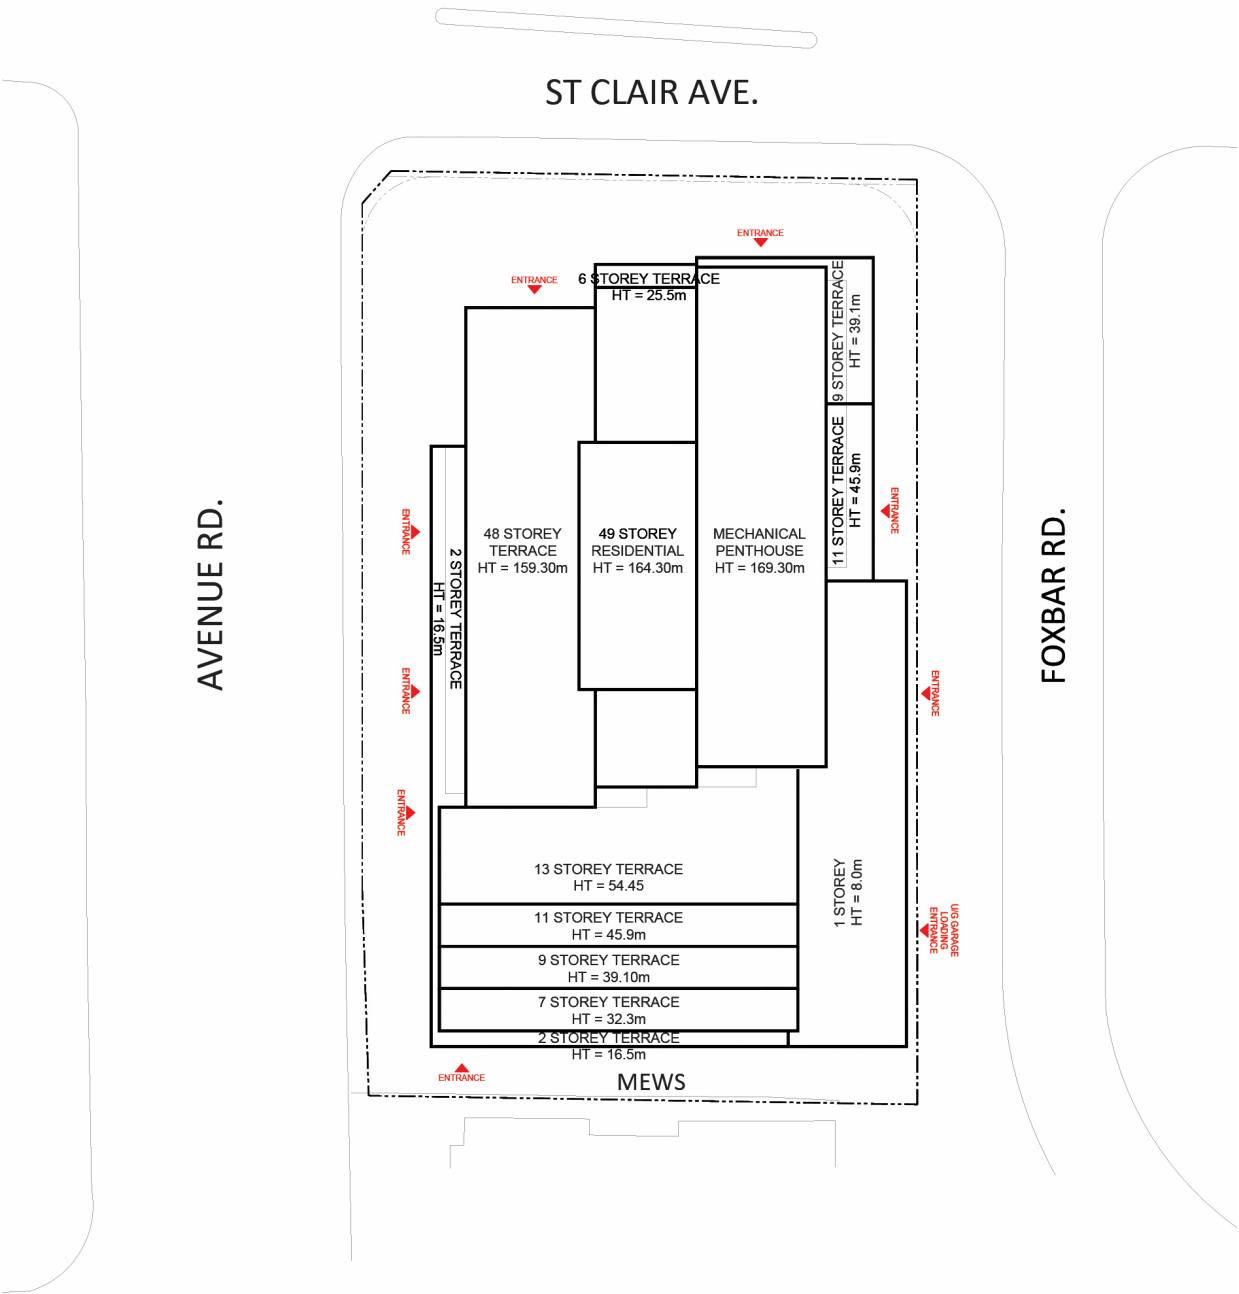 ST CLAIR AVE.
ENTRANCE
ENTRANCE
6 STOREY TERRACE
HT = 25.5m
9 STOREY TERRACE
HT = 39.1m
11 STOREY TERRACE
HT = 45.9m
ENTRANCE
AVENUE RD.
FOXBAR RD.
ENTRANCE
2 STOREY TERRACE
HT = 16.5m
48 STOREY
TERRACE
HT = 159.30m
49 STOREY
RESIDENTIAL
HT = 164.30m
MECHANICAL
PENTHOUSE
HT = 169.30m
ENTRANCE
ENTRANCE
ENTRANCE
13 STOREY TERRACE
HT = 54.45
1 STOREY
HT = 8.0m
11 STOREY TERRACE
HT = 45.9m
U/G GARAGE
LOADING
ENTRANCE
9 STOREY TERRACE
HT = 39.10m
7 STOREY TERRACE
HT = 32.3m
2 STOREY TERRACE
HT = 16.5m
ENTRANCE
MEWS